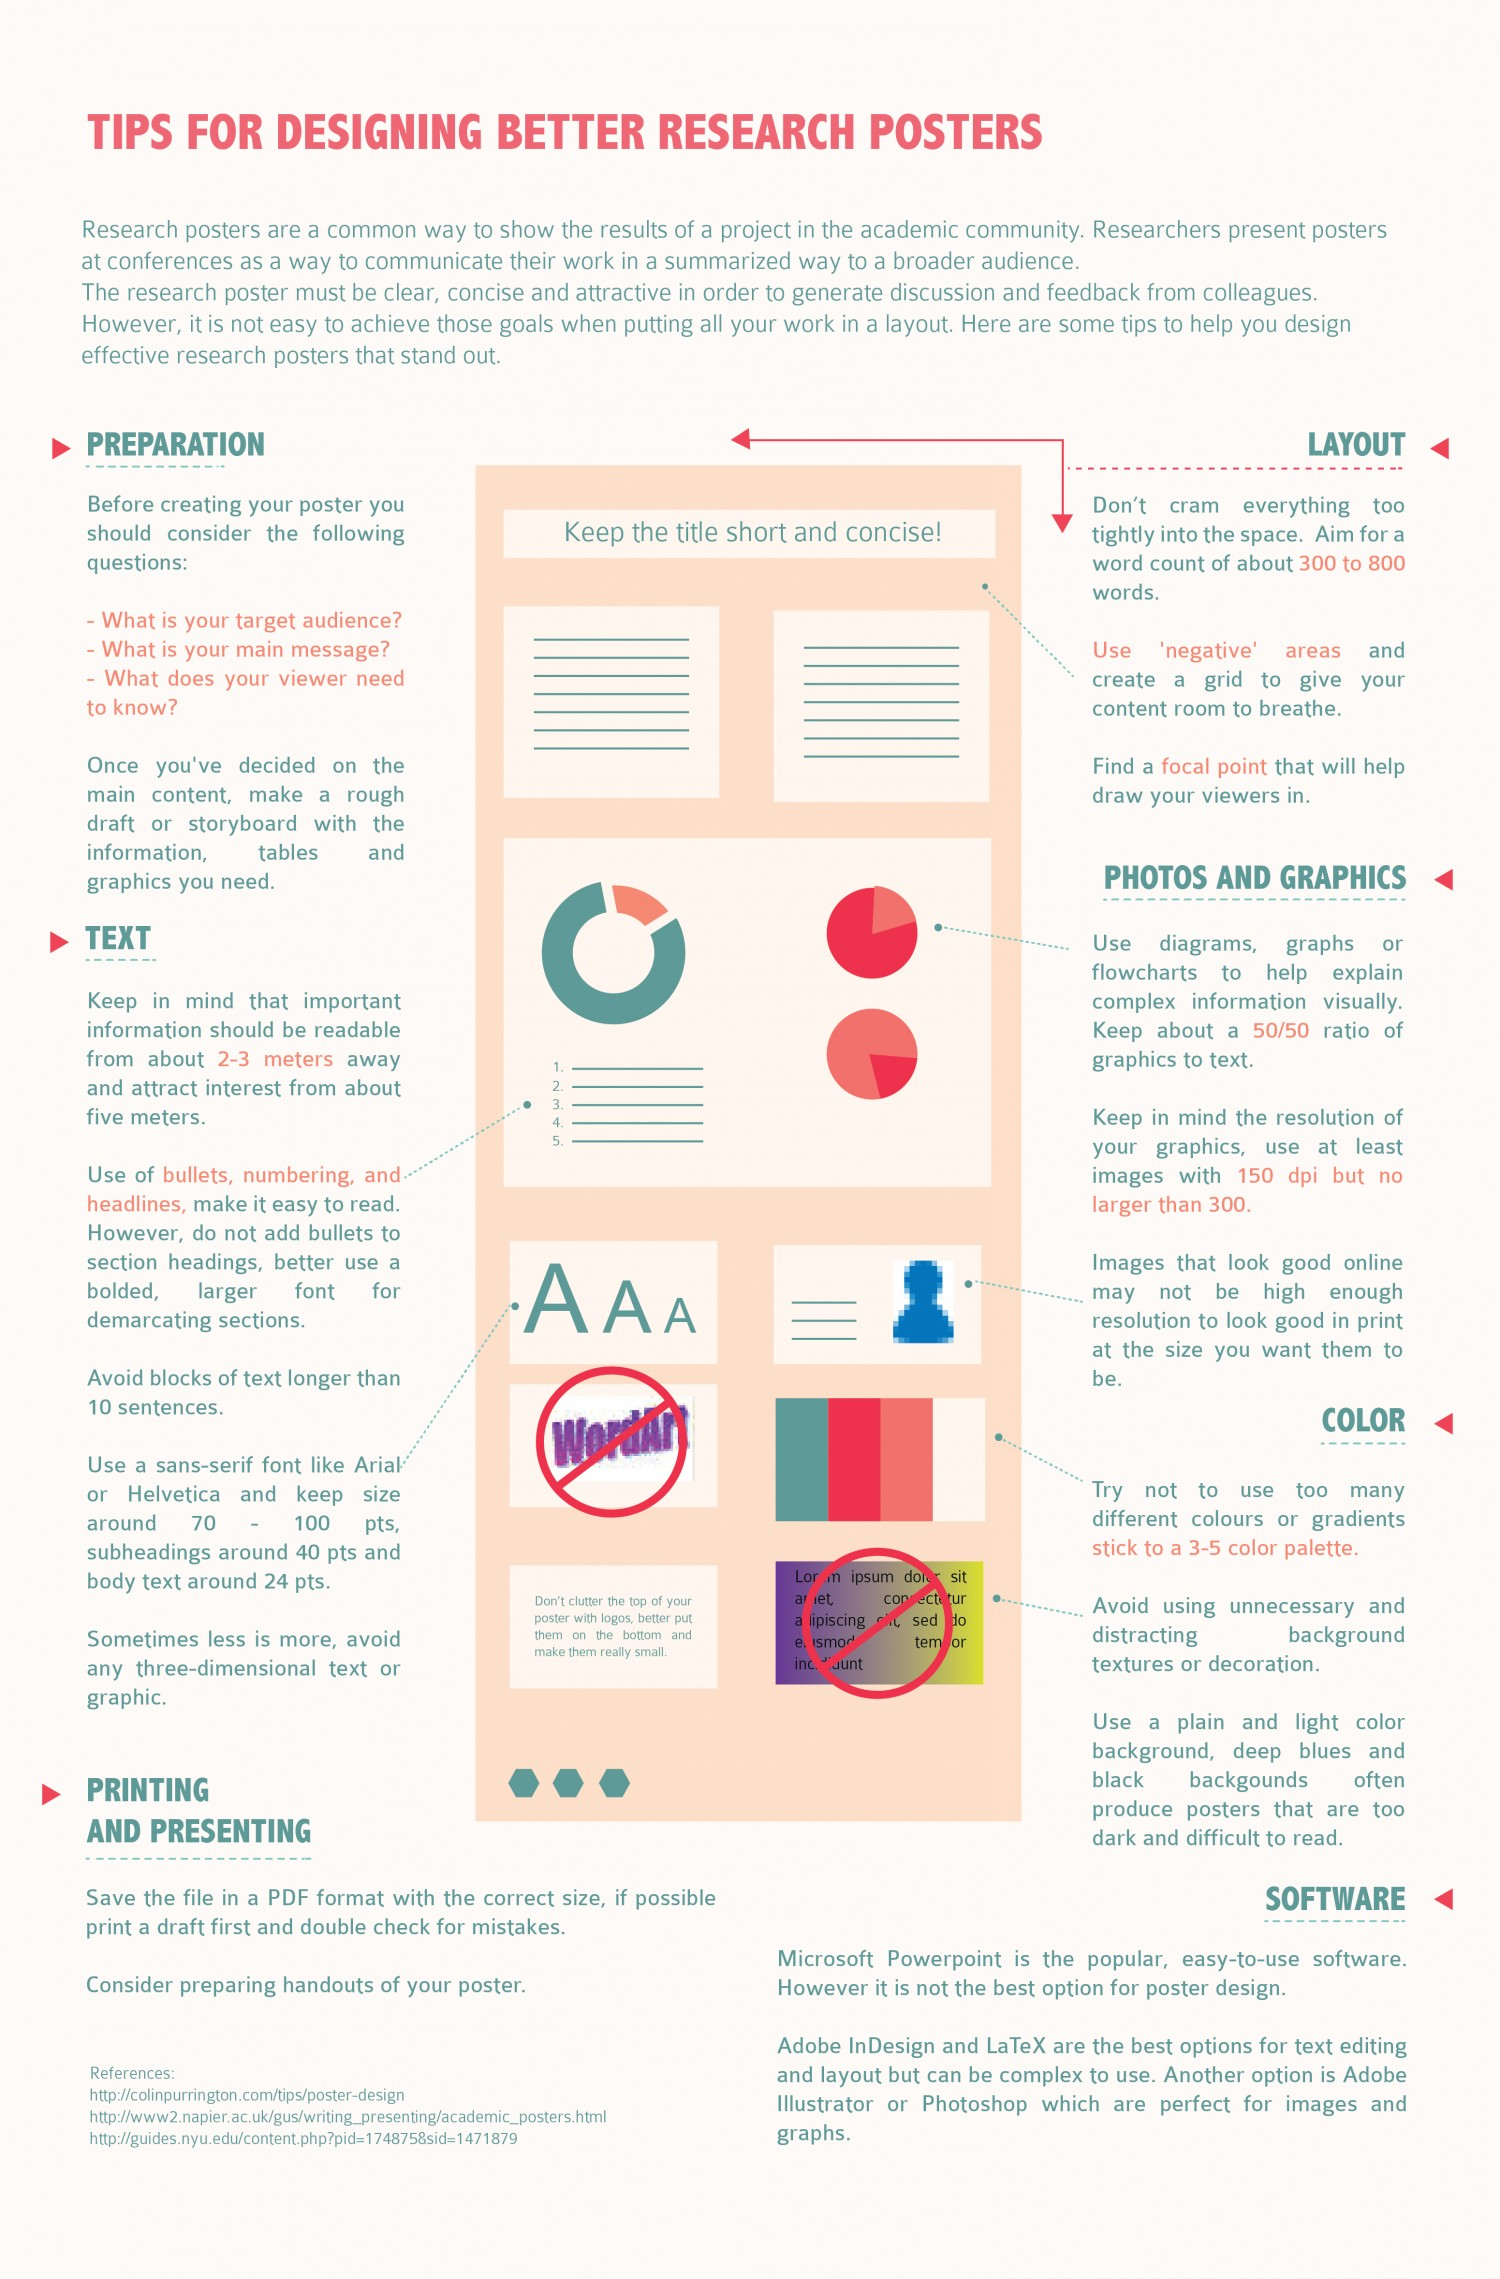 TIPS FOR DESIGNING BETTER RESEARCH POSTERS
Research posters are a common way to show the results of a project in the academic community. Researchers present posters
at conferences as a way to communicate their work in a summarized way to a broader audience.
The research poster must be clear, concise and attractive in order to generate discussion and feedback from colleagues.
However, it is not easy to achieve those goals when putting all your work in a layout. Here are some tips to help you design
effective research posters that stand out.
PREPARATION
Before creating your poster you
should consider the following
questions:
- What is your target audience?
- What is your main message?
- What does your viewer need
to know?
Once you've decided on the
main content, make a rough
draft or storyboard with the
information, tables and
graphics you need.
TEXT
Keep in mind that important
information should be readable
from about 2-3 meters away
and attract interest from about
five meters.
Use of bullets, numbering, and
headlines, make it easy to read.
However, do not add bullets to
section headings, better use a
bolded, larger font for
demarcating sections.
Avoid blocks of text longer than
10 sentences.
Use a sans-serif font like Arial
or Helvetica and keep size
around 70 - 100 pts,
subheadings around 40 pts and
body text around 24 pts.
Sometimes less is more, avoid
any three-dimensional text or
graphic.
PRINTING
AND PRESENTING
Save the file in a PDF format with the correct size, if possible
print a draft first and double check for mistakes.
Consider preparing handouts of your poster.
References:
http://colinpurrington.com/tips/poster-design
http://www2.napier.ac.uk/gus/writing_presenting/academic_posters.html
http://guides.nyu.edu/content.php?pid=174875&sid=1471879
Keep the title short and concise!
1.
2.
3.
4.
5.
A A A
WordArt
Don't clutter the top of your
poster with logos, better put
them on the bottom and
make them really small.
Lorem ipsum dolor sit
amet, consectetur
adipiscing elit, sed do
eiusmod tempor
incididunt
LAYOUT
Don't cram everything too
tightly into the space. Aim for a
word count of about 300 to 800
words.
Use 'negative' areas and
create a grid to give your
content room to breathe.
Find a focal point that will help
draw your viewers in.
PHOTOS AND GRAPHICS
Use diagrams, graphs or
flowcharts to help explain
complex information visually.
Keep about a 50/50 ratio of
graphics to text.
Keep in mind the resolution of
your graphics, use at least
images with 150 dpi but no
larger than 300.
Images that look good online
may not be high enough
resolution to look good in print
at the size you want them to
be.
COLOR
Try not to use too many
different colours or gradients
stick to a 3-5 color palette.
Avoid using unnecessary and
distracting background
textures or decoration.
Use a plain and light color
background, deep blues and
black backgounds often
produce posters that are too
dark and difficult to read.
SOFTWARE
Microsoft Powerpoint is the popular, easy-to-use software.
However it is not the best option for poster design.
Adobe InDesign and LaTeX are the best options for text editing
and layout but can be complex to use. Another option is Adobe
Illustrator or Photoshop which are perfect for images and
graphs.